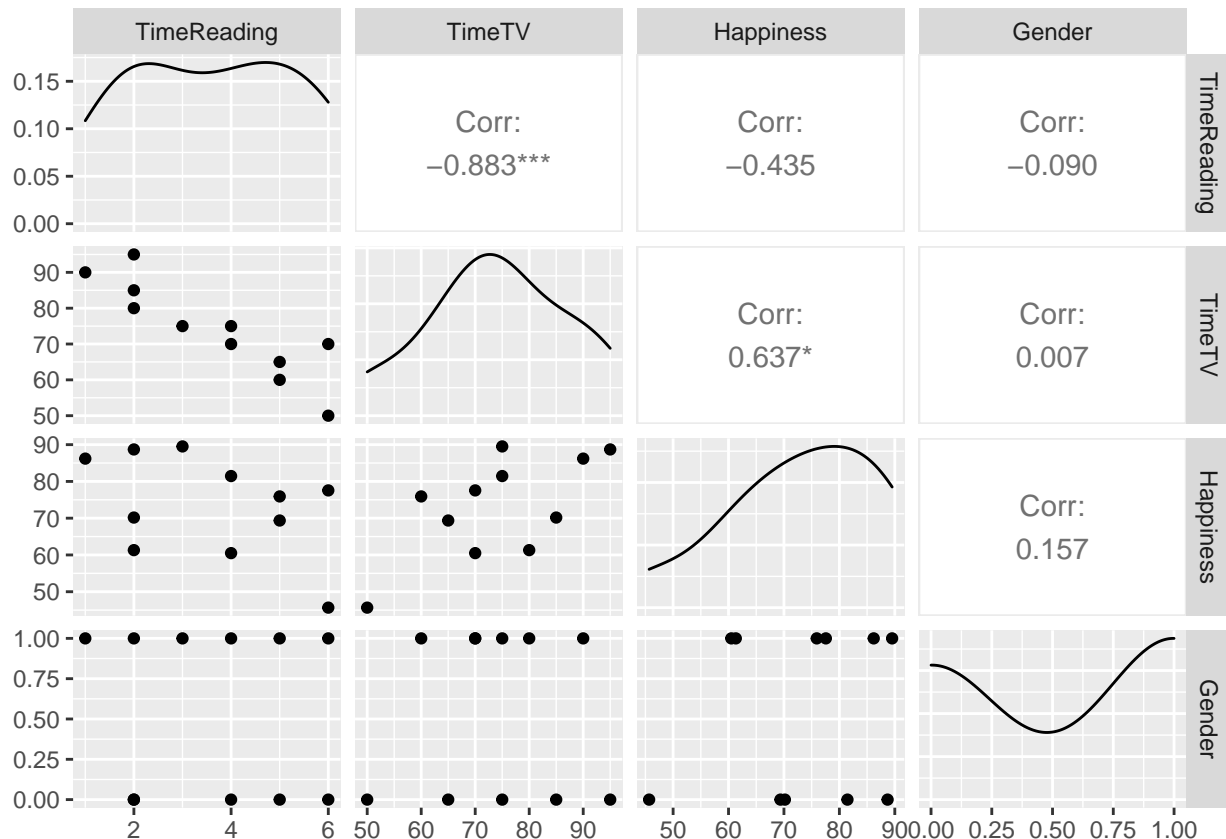 TimeReading TimeTV Happiness Gender
0.15
0.10
0.05
0.00
Corr:
−0.883***
Corr:
−0.435
Corr:
−0.090
TimeReading
90
80
70
60
50
Corr:
0.637*
Corr:
0.007
TimeTV
90
80
70
60
50
Corr:
0.157
Happiness
1.00
0.75
0.50
0.25
0.00
Gender
2 4 6 50 60 70 80 90 50 60 70 80 90 0.00 0.25 0.50 0.75 1.00